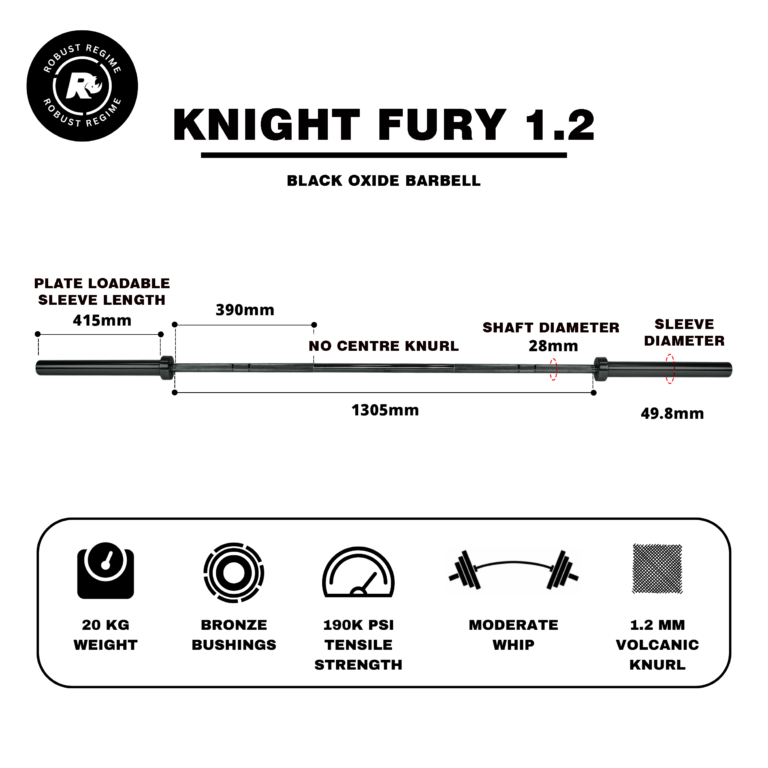 ROBUST REGIME
R
ROBUST REGIME
KNIGHT FURY 1.2
BLACK OXIDE BARBELL
PLATE LOADABLE
SLEEVE LENGTH
415mm
390mm
NO CENTRE KNURL
SHAFT DIAMETER
28mm
SLEEVE
DIAMETER
1305mm
49.8mm
20 KG
WEIGHT
BRONZE
BUSHINGS
190K PSI
TENSILE
STRENGTH
MODERATE
WHIP
1.2 MM
VOLCANIC
KNURL